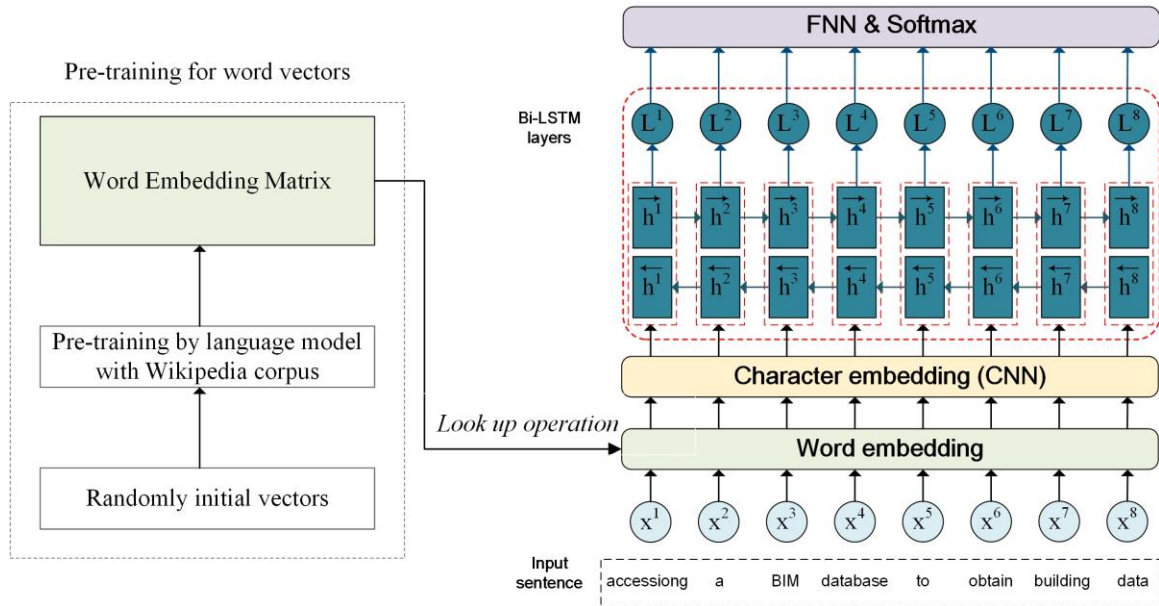 FNN & Softmax
Pre-training for word vectors
Bi-LSTM
layers
L¹ L² L³ L⁴ L⁵ L⁶ L⁷ L⁸
Word Embedding Matrix
→h¹ →h² →h³ →h⁴ →h⁵ →h⁶ →h⁷ →h⁸
←h¹ ←h² ←h³ ←h⁴ ←h⁵ ←h⁶ ←h⁷ ←h⁸
Pre-training by language model
with Wikipedia corpus
Character embedding (CNN)
Look up operation
Word embedding
Randomly initial vectors
x¹ x² x³ x⁴ x⁵ x⁶ x⁷ x⁸
Input
sentence
accessiong a BIM database to obtain building data